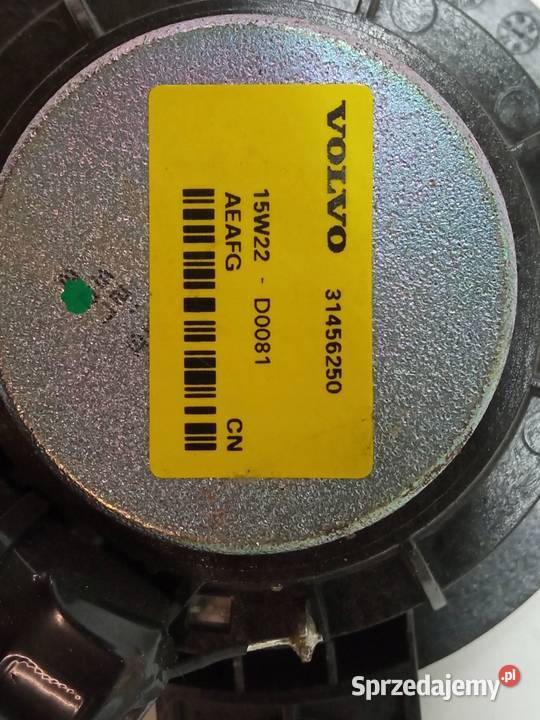 VOLVO 31456250
15W22 - D0081
AEAFG CN
Sprzedajemy.pl